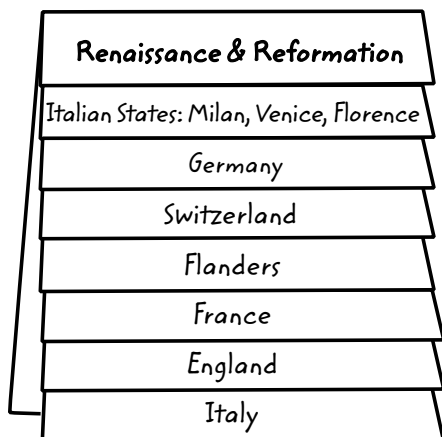 Renaissance & Reformation
Italian States: Milan, Venice, Florence
Germany
Switzerland
Flanders
France
England
Italy